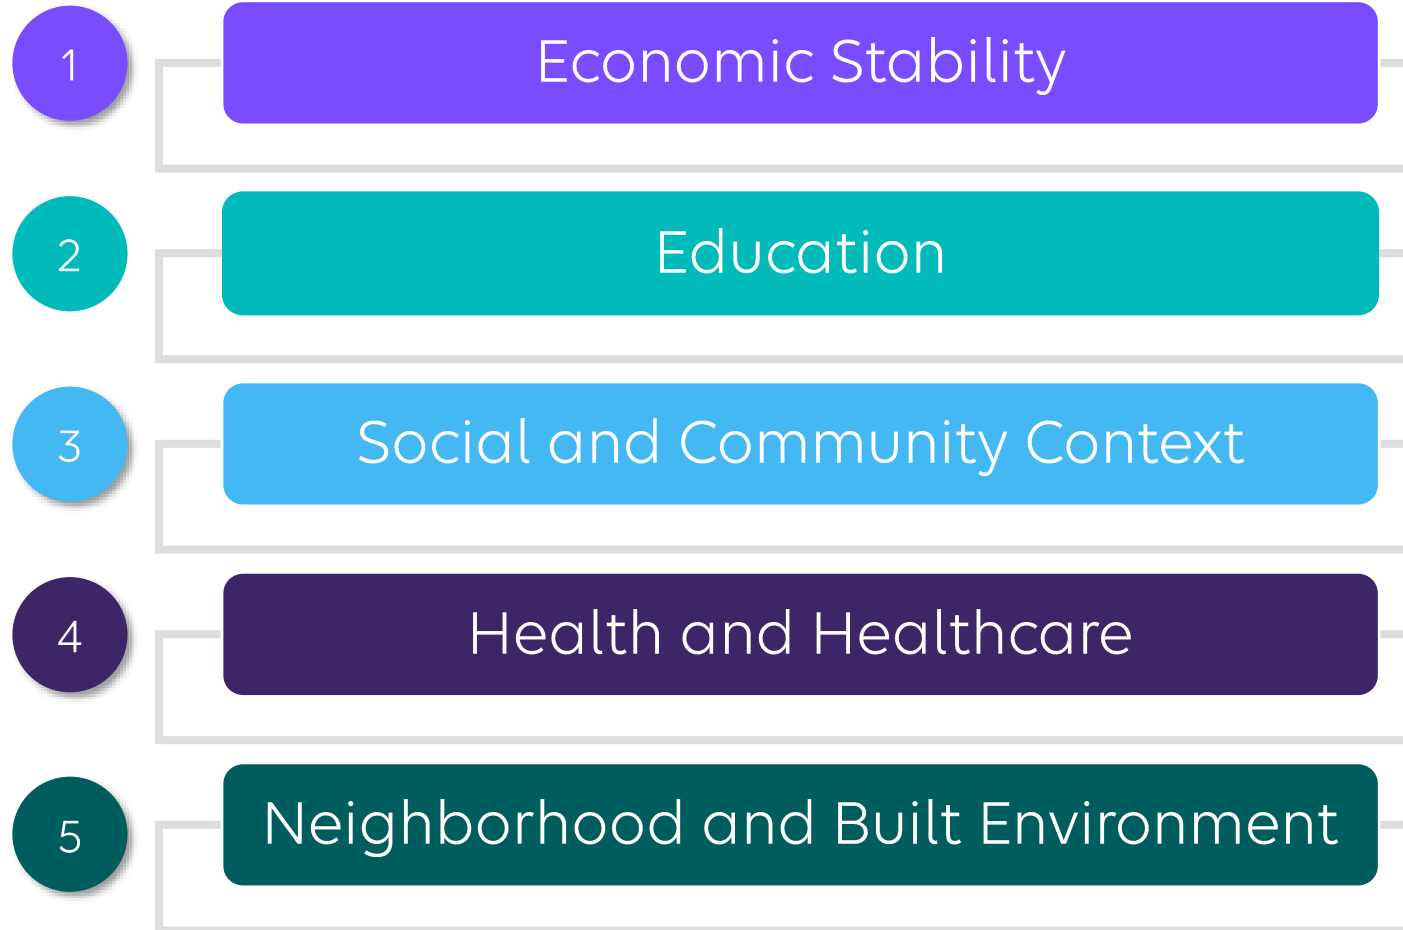 1
Economic Stability
2
Education
3
Social and Community Context
4
Health and Healthcare
5
Neighborhood and Built Environment